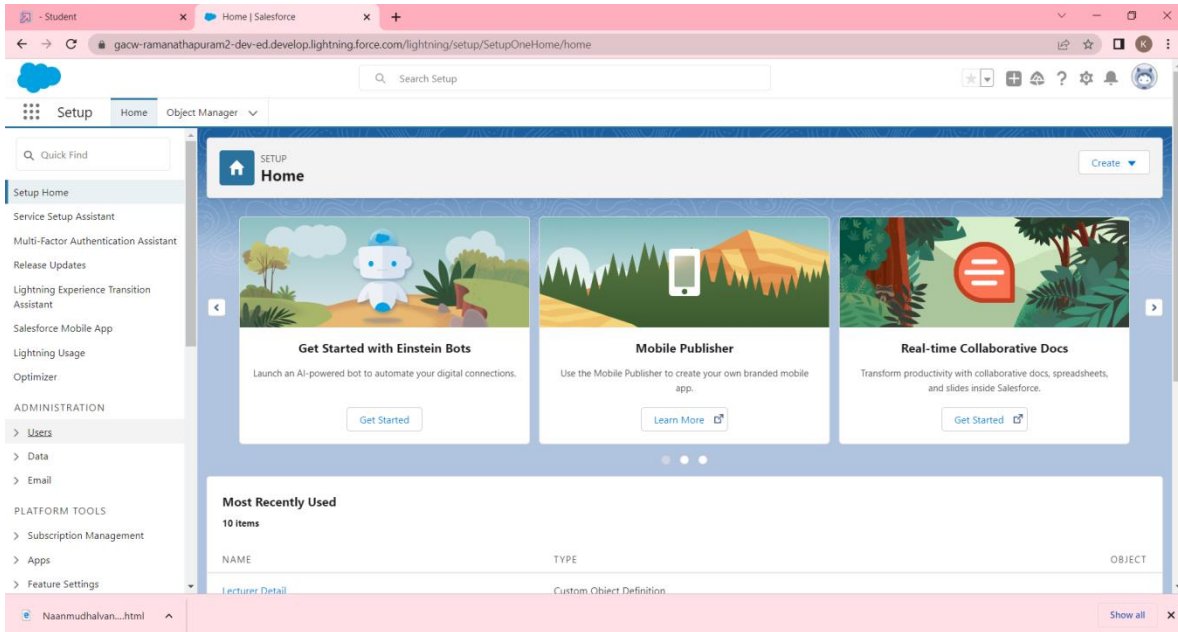 - Student
Home | Salesforce
gacw-ramanathapuram2-dev-ed.develop.lightning.force.com/lightning/setup/SetupOneHome/home
K
Search Setup
Setup
Home
Object Manager
Quick Find
Setup Home
Service Setup Assistant
Multi-Factor Authentication Assistant
Release Updates
Lightning Experience Transition
Assistant
Salesforce Mobile App
Lightning Usage
Optimizer
ADMINISTRATION
Users
Data
Email
PLATFORM TOOLS
Subscription Management
Apps
Feature Settings
SETUP
Home
Create
Get Started with Einstein Bots
Launch an AI-powered bot to automate your digital connections.
Get Started
Mobile Publisher
Use the Mobile Publisher to create your own branded mobile
app.
Learn More
Real-time Collaborative Docs
Transform productivity with collaborative docs, spreadsheets,
and slides inside Salesforce.
Get Started
Most Recently Used
10 items
NAME TYPE OBJECT
Lecturer Detail Custom Object Definition
Naanmudhalvan....html
Show all